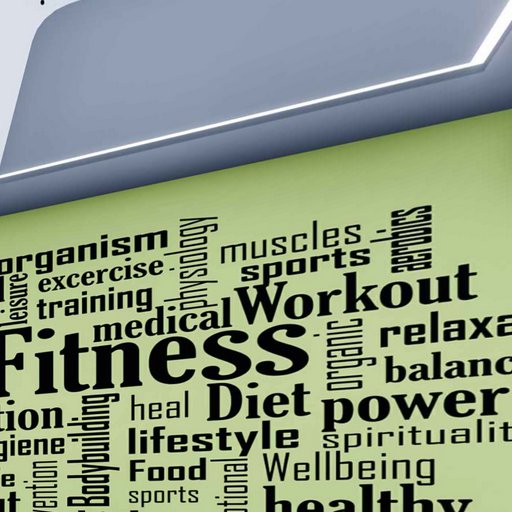 organism
physiology
muscles
aerobics
leisure
excercise
sports
training
medical
Workout
Fitness
organic
relaxa
balanc
tion
Bodybuilding
heal
Diet
power
giene
lifestyle
spiritualit
vention
Food
tional
Wellbeing
sports
healthy